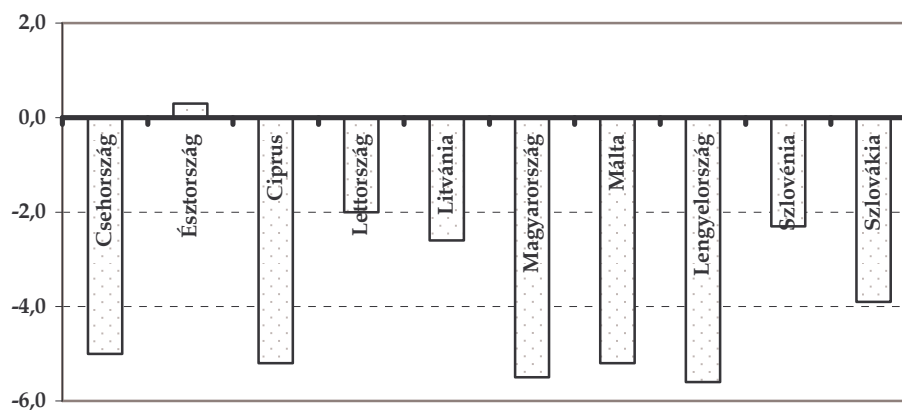 2,0
0,0
-2,0
-4,0
-6,0
Csehország
Észtország
Ciprus
Lettország
Litvánia
Magyarország
Málta
Lengyelország
Szlovénia
Szlovákia